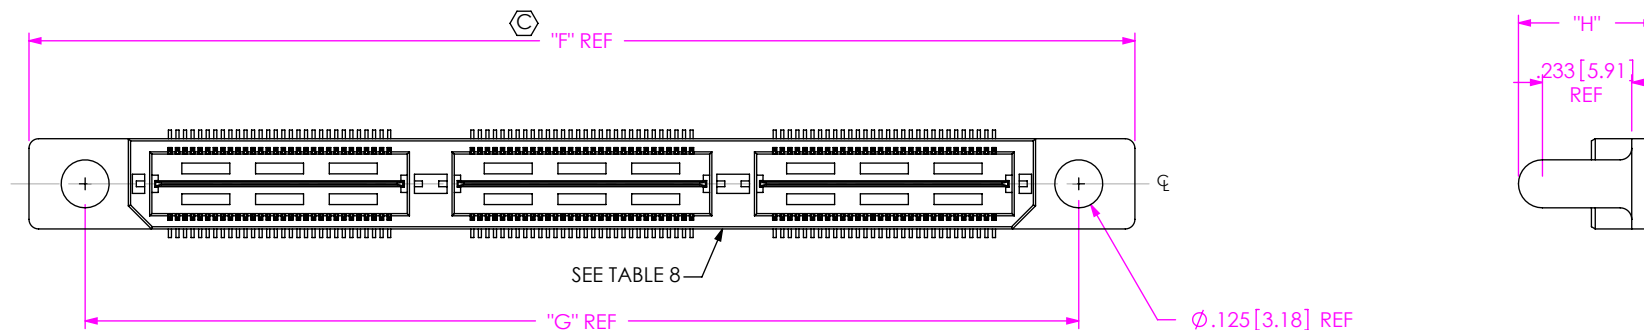 C
"F" REF
"H"
.233[5.91]
REF
℄
SEE TABLE 8
"G" REF
Ø.125[3.18] REF